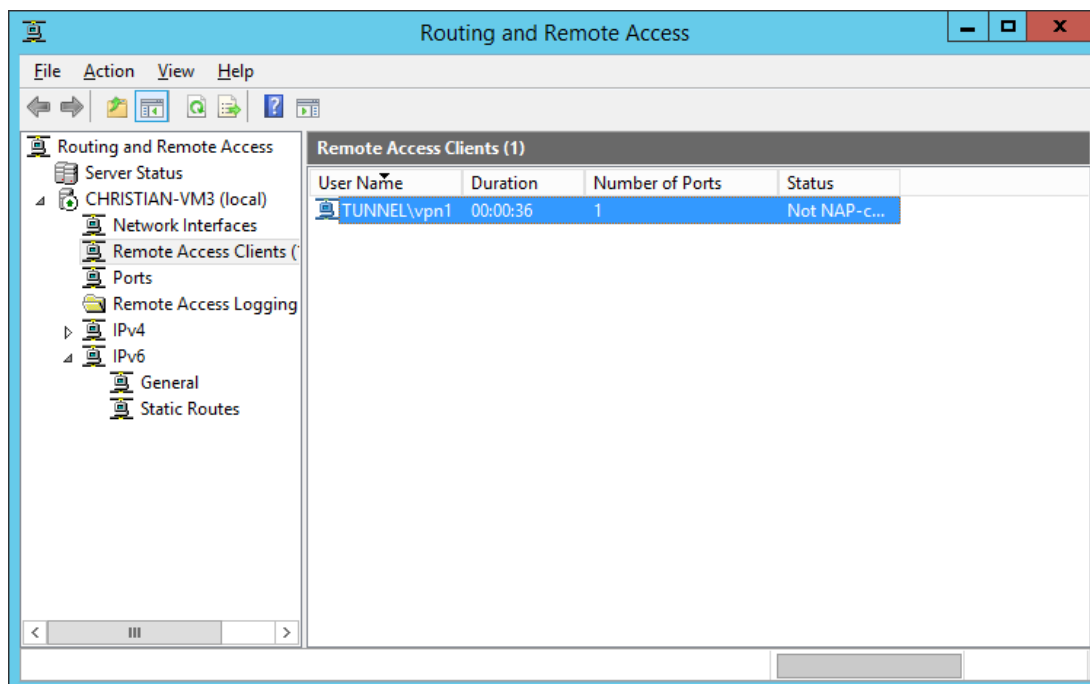 Routing and Remote Access
File Action View Help
Routing and Remote Access
Server Status
CHRISTIAN-VM3 (local)
Network Interfaces
Remote Access Clients (
Ports
Remote Access Logging
IPv4
IPv6
General
Static Routes
Remote Access Clients (1)
User Name Duration Number of Ports Status
TUNNEL\vpn1 00:00:36 1 Not NAP-c...